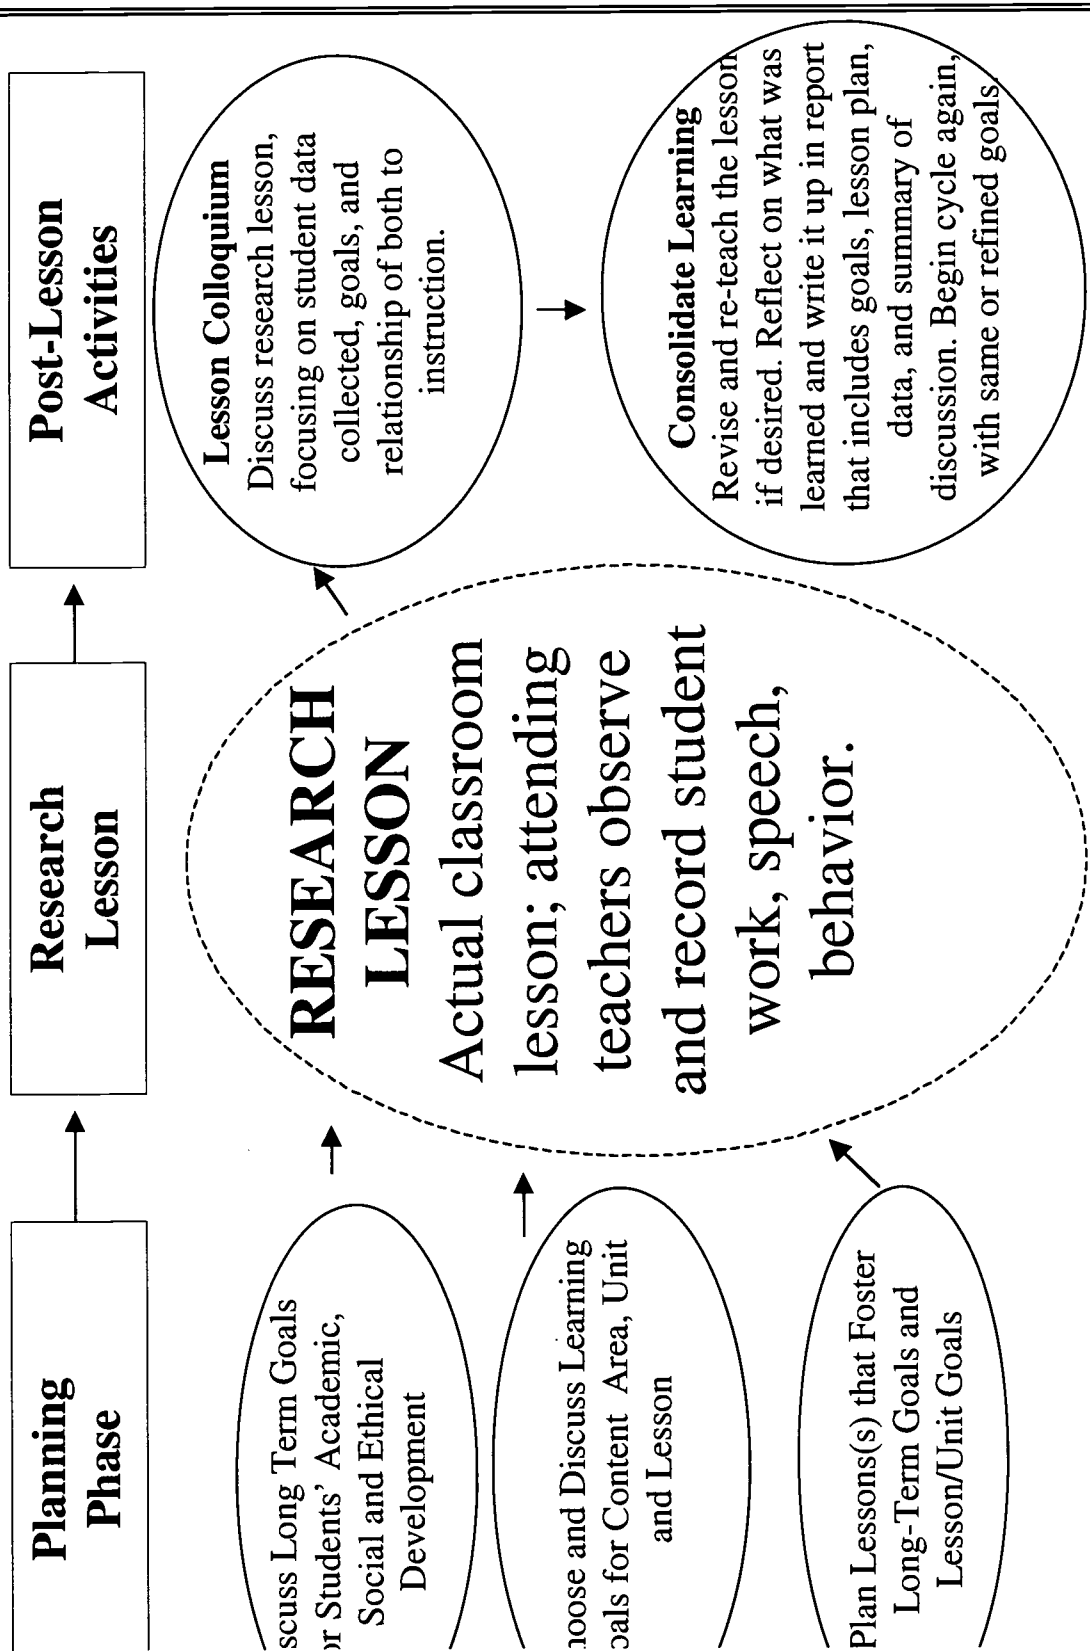 Planning
Phase
Research
Lesson
Post-Lesson
Activities
scuss Long Term Goals
or Students' Academic,
Social and Ethical
Development
hoose and Discuss Learning
oals for Content Area, Unit
and Lesson
Plan Lessons(s) that Foster
Long-Term Goals and
Lesson/Unit Goals
RESEARCH
LESSON
Actual classroom
lesson; attending
teachers observe
and record student
work, speech,
behavior.
Lesson Colloquium
Discuss research lesson,
focusing on student data
collected, goals, and
relationship of both to
instruction.
Consolidate Learning
Revise and re-teach the lesson
if desired. Reflect on what was
learned and write it up in report
that includes goals, lesson plan,
data, and summary of
discussion. Begin cycle again,
with same or refined goals.